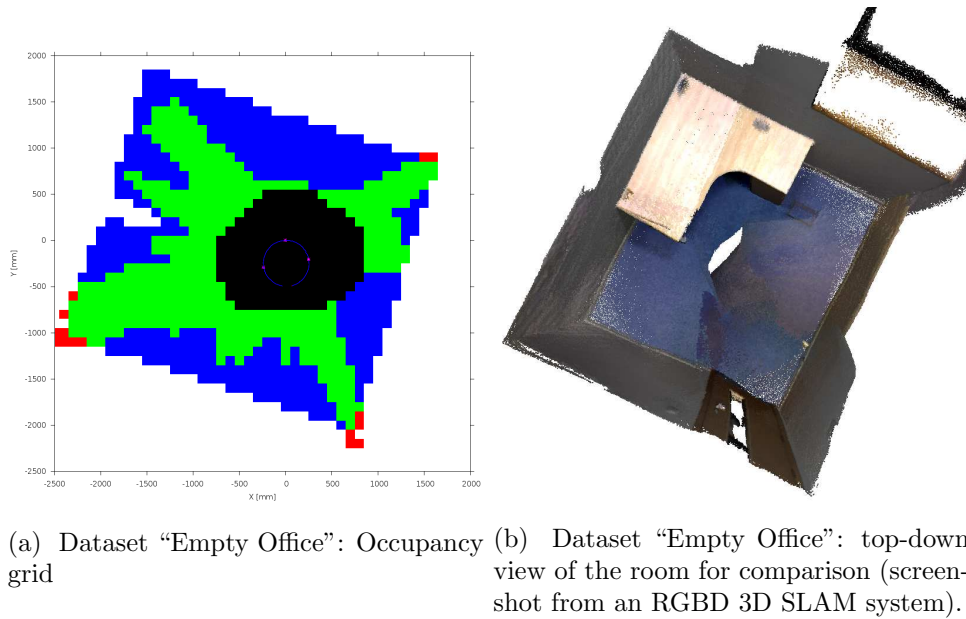 2000
1500
1000
500
0
-500
-1000
-1500
-2000
-2500
Y [mm]
-2500 -2000 -1500 -1000 -500 0 500 1000 1500 2000
X [mm]
(a) Dataset “Empty Office”: Occupancy
grid
(b) Dataset “Empty Office”: top-down
view of the room for comparison (screen-
shot from an RGBD 3D SLAM system).